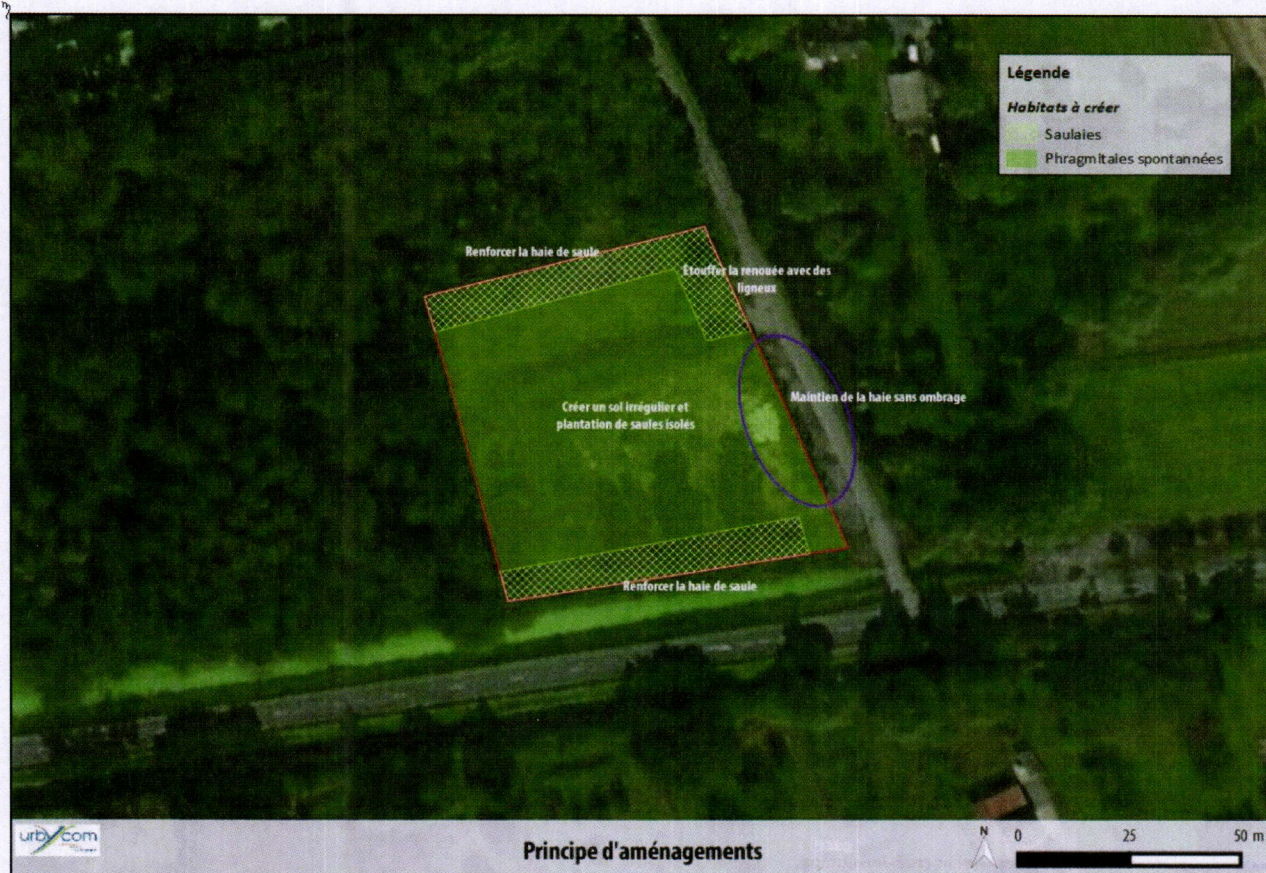 Légende
Habitats à créer
Saulaies
Phragmitaies spontannées
Renforcer la haie de saule
Etouffer la renouée avec des
ligneux
Maintien de la haie sans ombrage
Créer un sol irrégulier et
plantation de saules isolés
Renforcer la haie de saule
urbycom
Principe d'aménagements
N
0 25 50 m